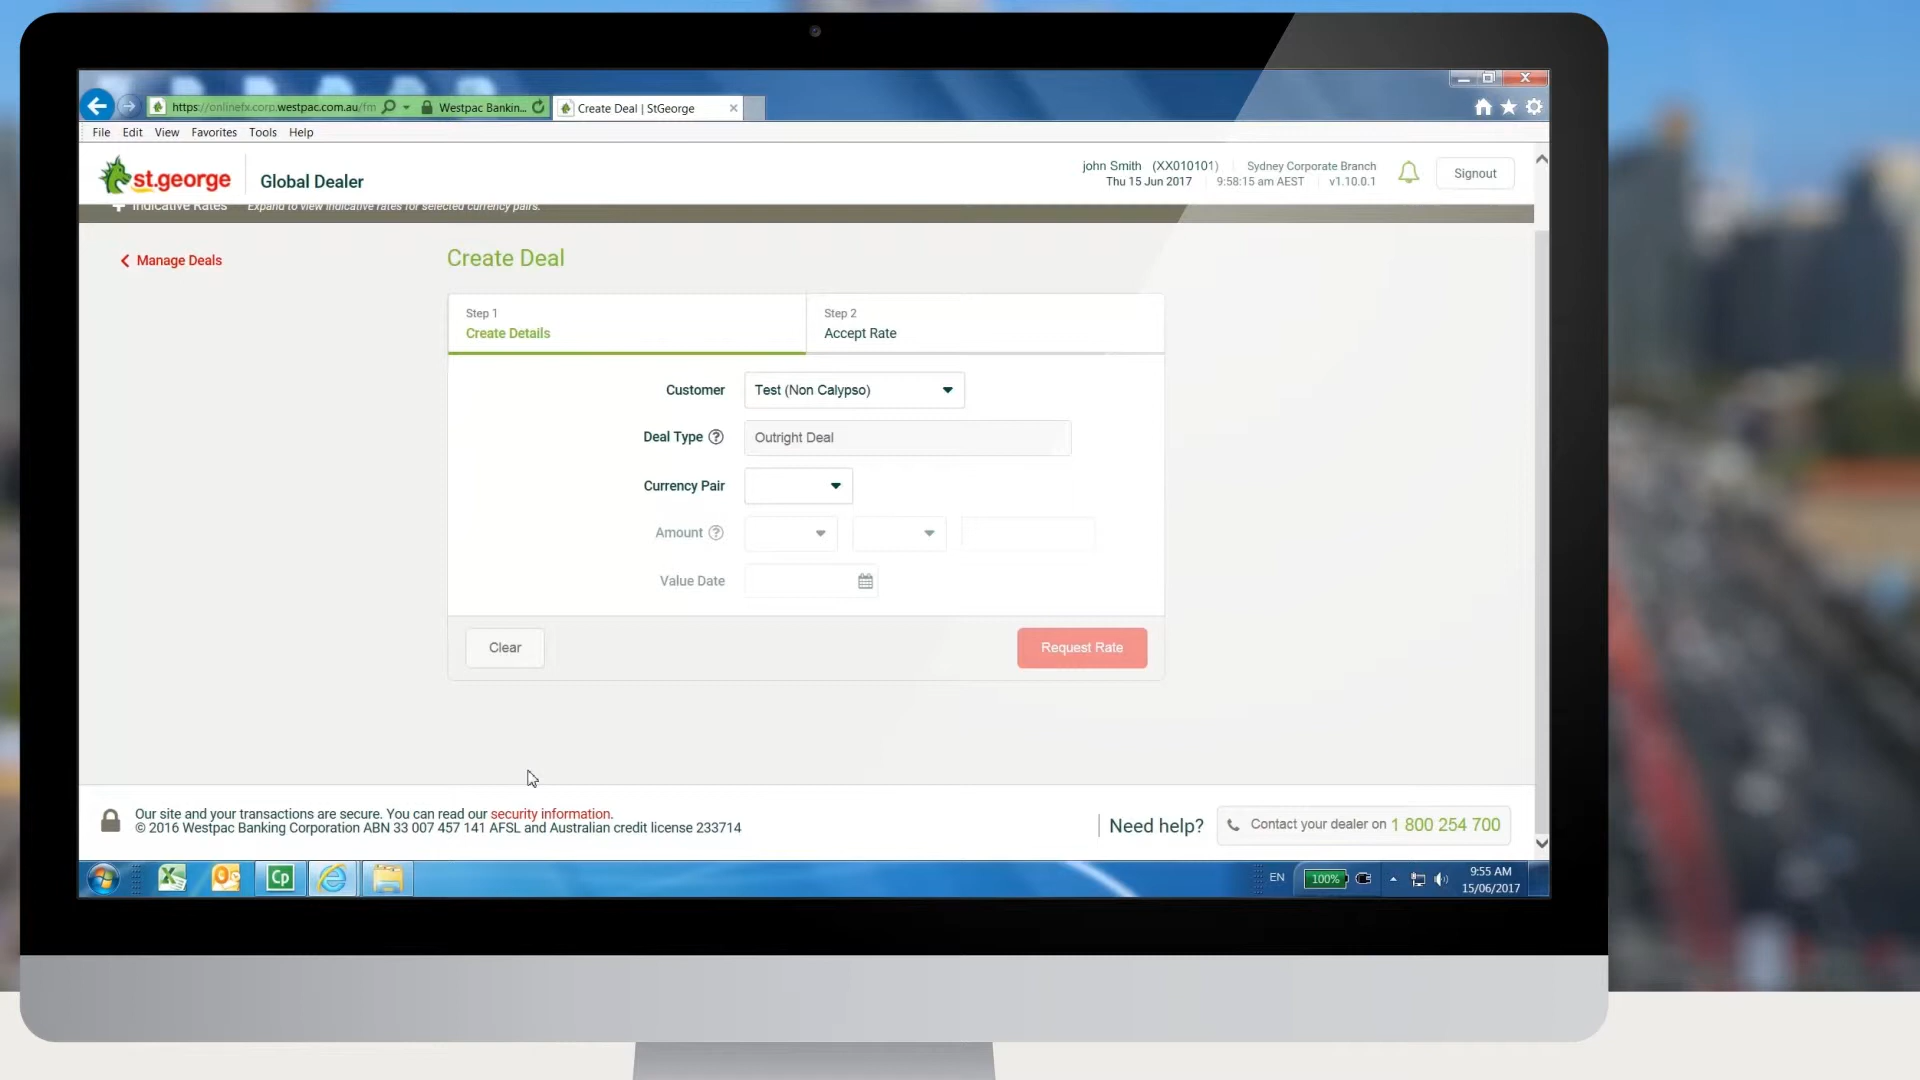 https://onlinefx.corp.westpac.com.au/fm
Westpac Bankin...
Create Deal | StGeorge
File Edit View Favorites Tools Help
st.george
Global Dealer
john Smith (XX010101) Sydney Corporate Branch
Thu 15 Jun 2017 9:58:15 am AEST v1.10.0.1
Signout
Indicative Rates Expand to view indicative rates for selected currency pairs.
Manage Deals
Create Deal
Step 1
Create Details
Step 2
Accept Rate
Customer Test (Non Calypso)
Deal Type ? Outright Deal
Currency Pair
Amount ?
Value Date
Clear
Request Rate
Our site and your transactions are secure. You can read our security information.
© 2016 Westpac Banking Corporation ABN 33 007 457 141 AFSL and Australian credit license 233714
Need help?
Contact your dealer on 1 800 254 700
Cp
EN
100%
9:55 AM
15/06/2017